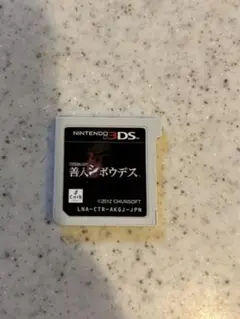 NINTENDO 3DS
善人シボウデス
©2012 CHUNSOFT
LNA-CTR-AKGJ-JPN